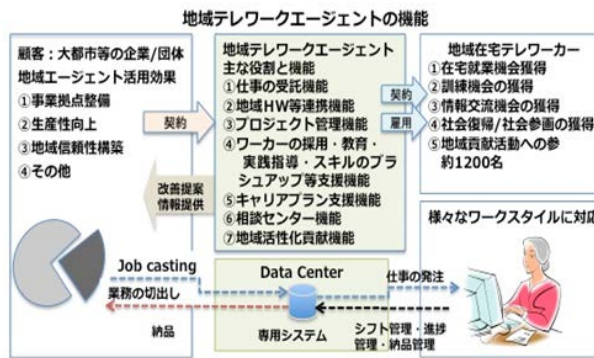 地域テレワークエージェントの機能
顧客：大都市等の企業/団体
地域エージェント活用効果
①事業拠点整備
②生産性向上
③地域信頼性構築
④その他
契約
改善提案
情報提供
地域テレワークエージェント
主な役割と機能
①仕事の受託機能
②地域HW等連携機能
③プロジェクト管理機能
④ワーカーの採用・教育・
実践指導・スキルのブラ
シュアップ等支援機能
⑤キャリアプラン支援機能
⑥相談センター機能
⑦地域活性化貢献機能
契約
雇用
地域在宅テレワーカー
①在宅就業機会獲得
②訓練機会の獲得
③情報交流機会の獲得
④社会復帰/社会参画の獲得
⑤地域貢献活動への参
約1200名
様々なワークスタイルに対応
Job casting
業務の切出し
納品
Data Center
専用システム
仕事の発注
シフト管理・進捗
管理・納品管理